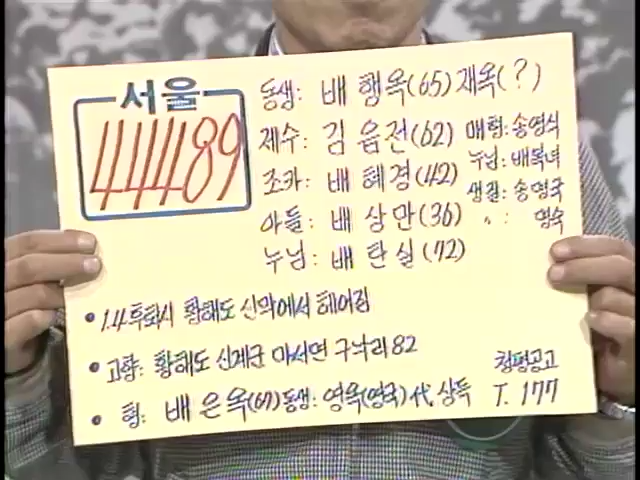 서울
44489
동생: 배행옥(65) 재옥(?)
제수: 김읍전(62) 매형: 송영식
조카: 배혜경(42) 누님: 배복녀
아들: 배상만(36) 생질: 송영국
누님: 배탄실(72) 〃: 영숙
• 1.4후퇴시 황해도 신막에서 헤어짐
• 고향: 황해도 신계군 마서면 구낙리 82
• 형: 배은옥(67) 동생: 영옥(영국) 代. 상득
청평공고
T. 177